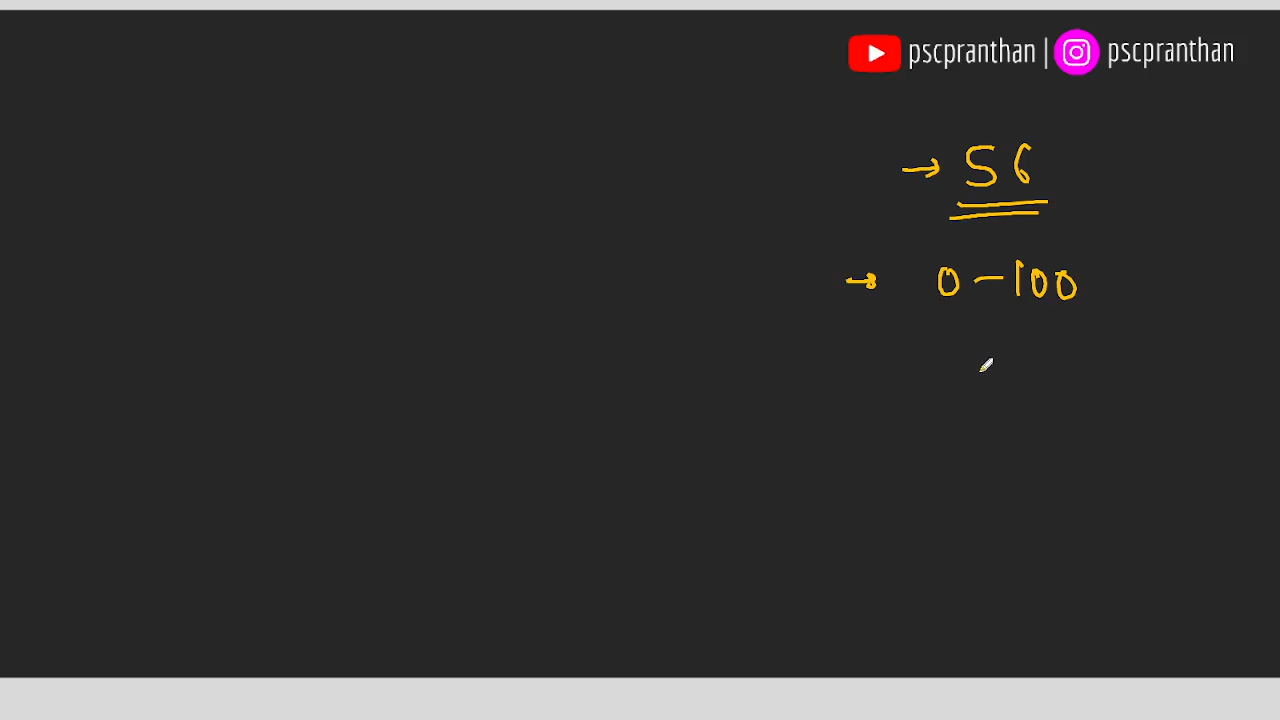 pscpranthan | pscpranthan
→ 56
→ 0-100